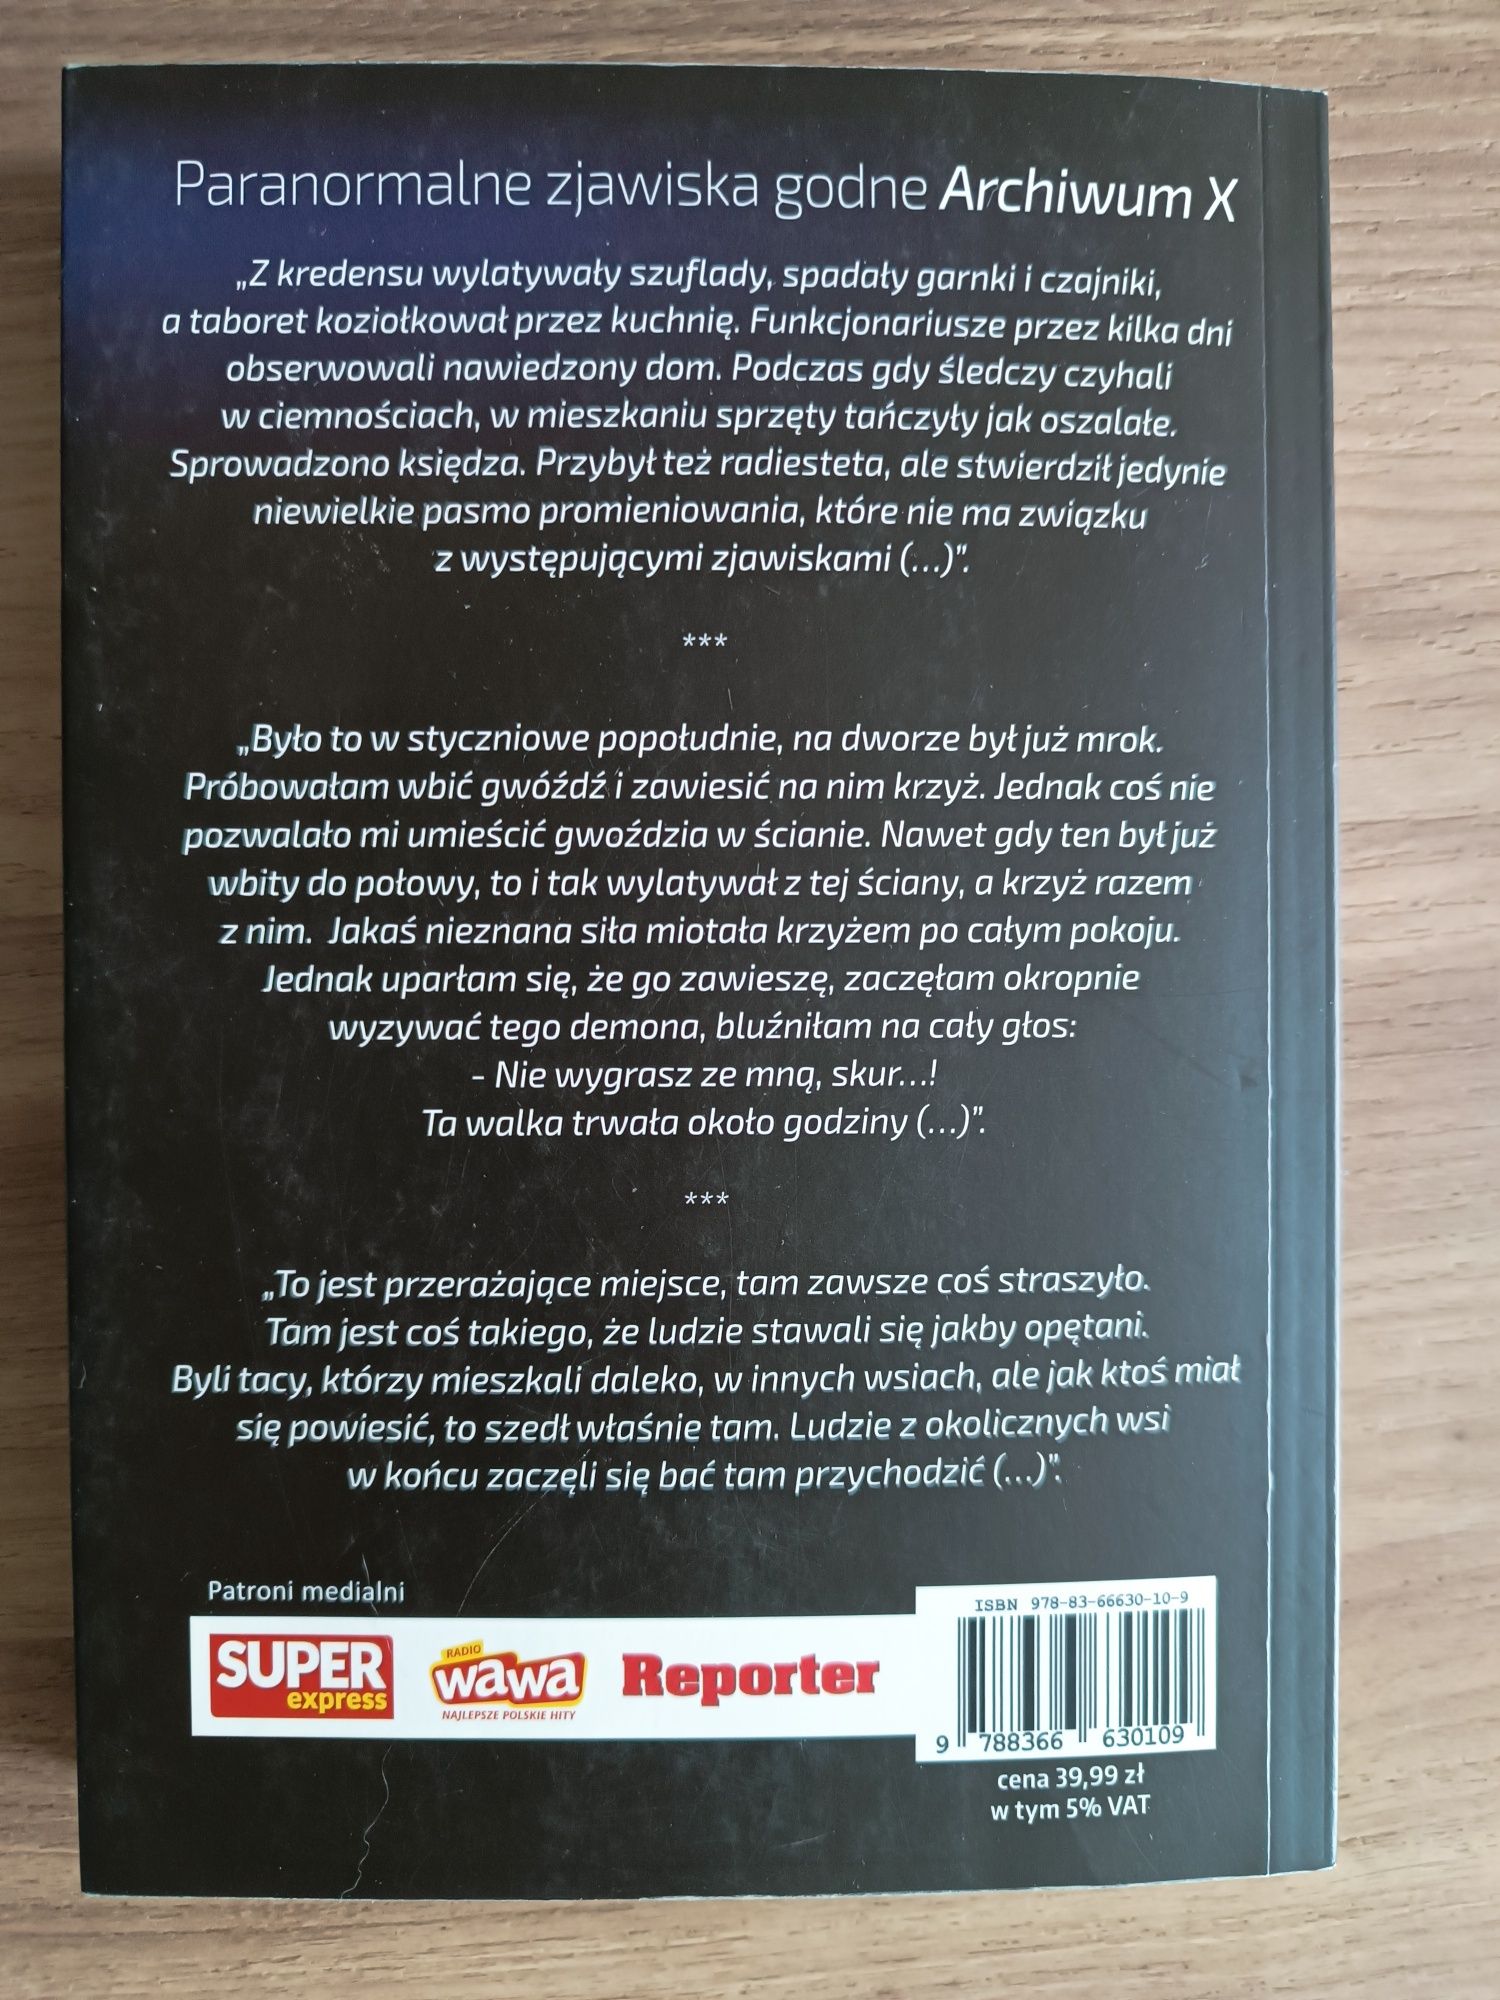 Paranormalne zjawiska godne Archiwum X
„Z kredensu wylatywały szuflady, spadały garnki i czajniki,
a taboret koziołkował przez kuchnię. Funkcjonariusze przez kilka dni
obserwowali nawiedzony dom. Podczas gdy śledczy czyhali
w ciemnościach, w mieszkaniu sprzęty tańczyły jak oszalałe.
Sprowadzono księdza. Przybył też radiesteta, ale stwierdził jedynie
niewielkie pasmo promieniowania, które nie ma związku
z występującymi zjawiskami (...)”.
***
„Było to w styczniowe popołudnie, na dworze był już mrok.
Próbowałam wbić gwóźdź i zawiesić na nim krzyż. Jednak coś nie
pozwalało mi umieścić gwoździa w ścianie. Nawet gdy ten był już
wbity do połowy, to i tak wylatywał z tej ściany, a krzyż razem
z nim. Jakaś nieznana siła miotała krzyżem po całym pokoju.
Jednak uparłam się, że go zawieszę, zaczęłam okropnie
wyzywać tego demona, bluźniłam na cały głos:
- Nie wygrasz ze mną, skur...!
Ta walka trwała około godziny (...)”.
***
„To jest przerażające miejsce, tam zawsze coś straszyło.
Tam jest coś takiego, że ludzie stawali się jakby opętani.
Byli tacy, którzy mieszkali daleko, w innych wsiach, ale jak ktoś miał
się powiesić, to szedł właśnie tam. Ludzie z okolicznych wsi
w końcu zaczęli się bać tam przychodzić (...)”.
Patroni medialni
SUPER
express
RADIO
wawa
NAJLEPSZE POLSKIE HITY
Reporter
ISBN 978-83-66630-10-9
9 788366 630109
cena 39,99 zł
w tym 5% VAT